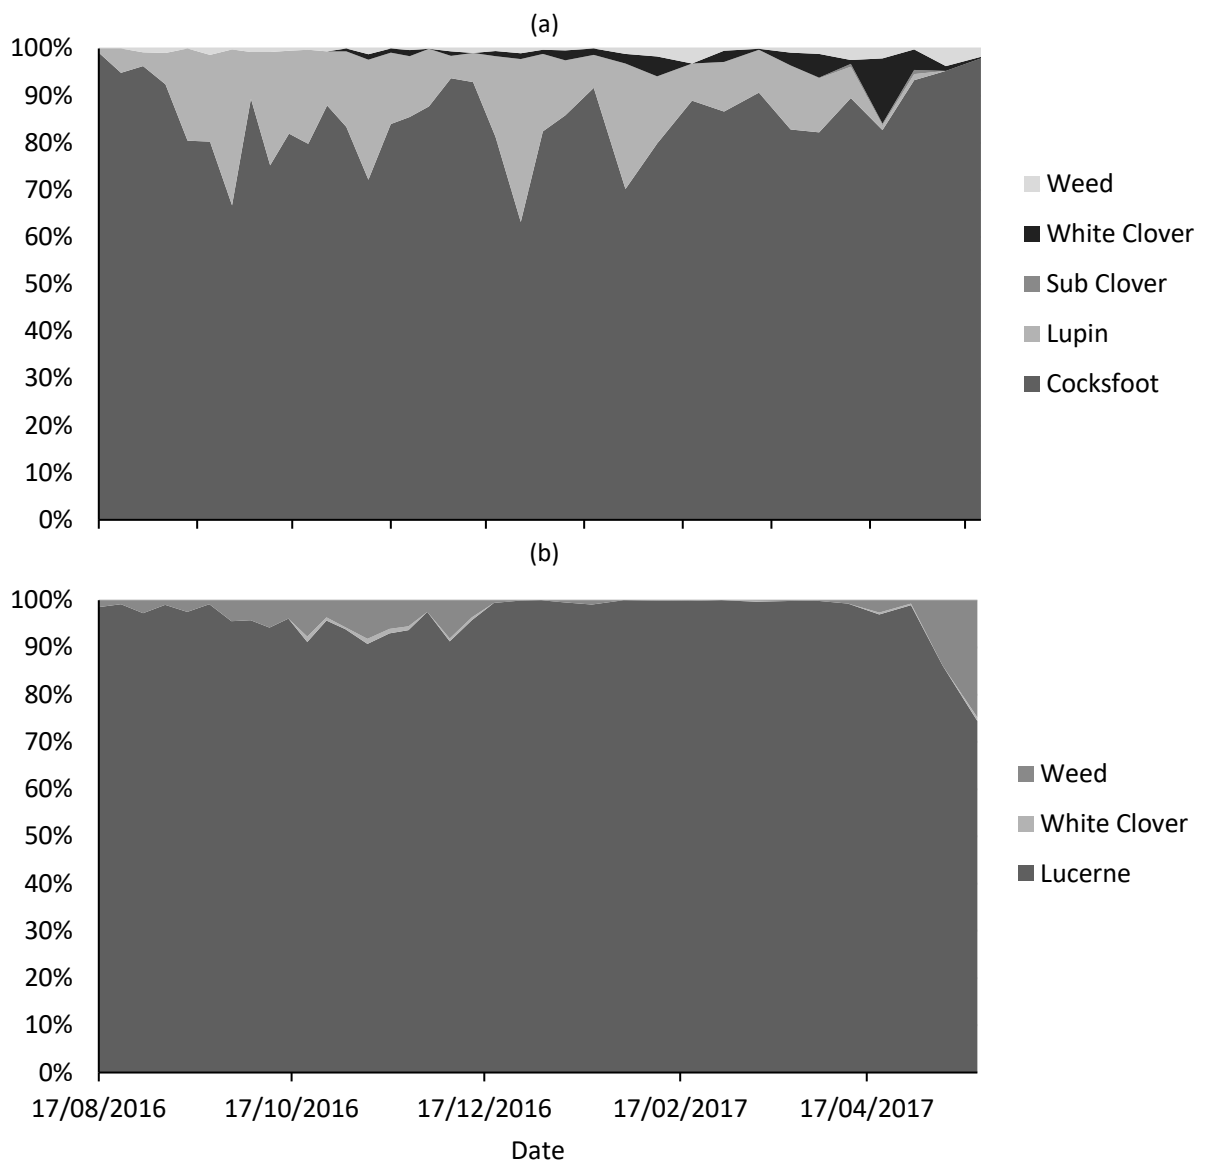 (a)
100%
90%
80%
70%
60%
50%
40%
30%
20%
10%
0%
Weed
White Clover
Sub Clover
Lupin
Cocksfoot
(b)
100%
90%
80%
70%
60%
50%
40%
30%
20%
10%
0%
Weed
White Clover
Lucerne
17/08/2016 17/10/2016 17/12/2016 17/02/2017 17/04/2017
Date